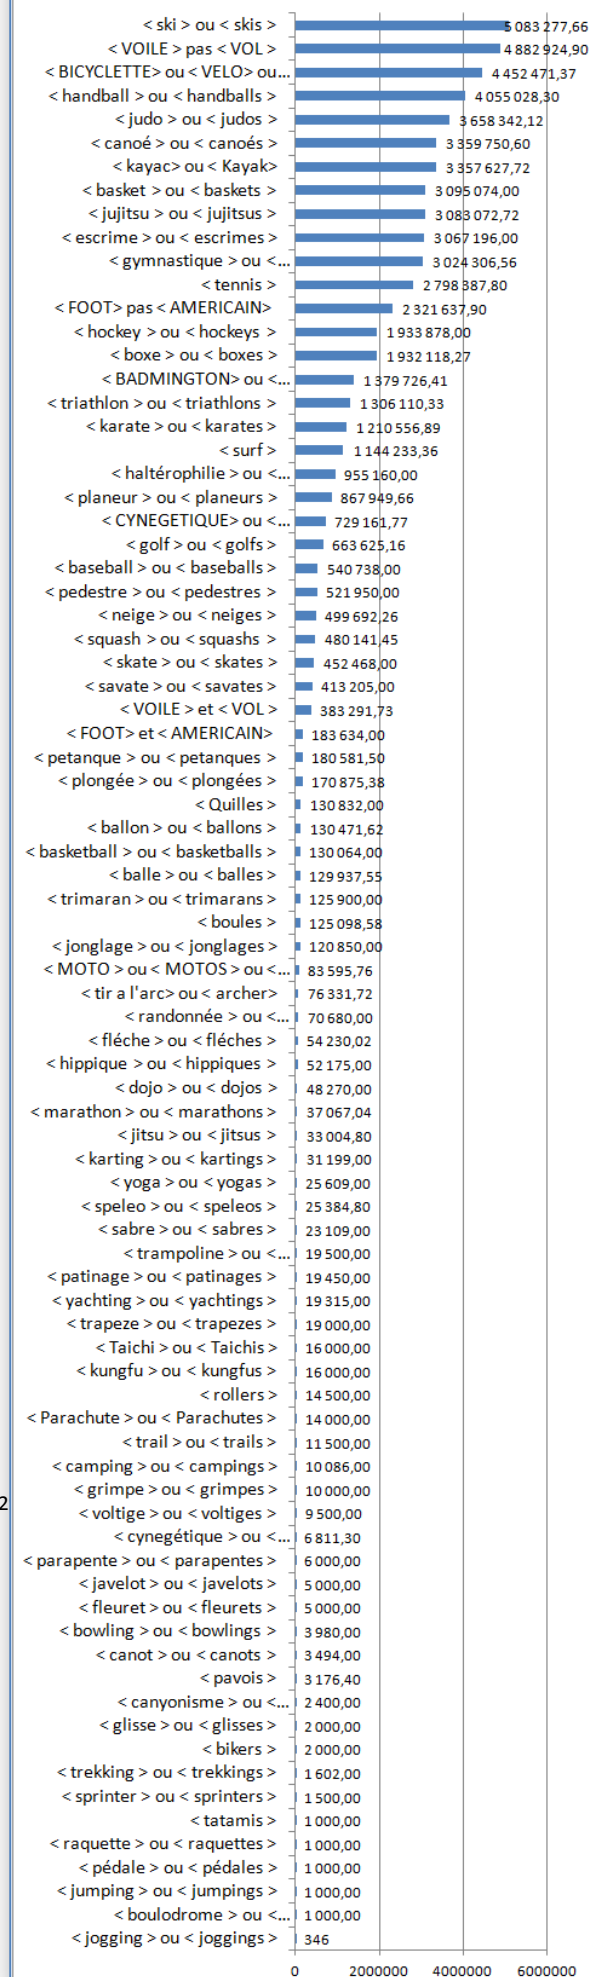 < ski > ou < skis > 5 083 277,66
< VOILE > pas < VOL > 4 882 924,90
< BICYCLETTE> ou < VELO> ou... 4 452 471,37
< handball > ou < handballs > 4 055 028,30
< judo > ou < judos > 3 658 342,12
< canoé > ou < canoés > 3 359 750,60
< kayac> ou < Kayak> 3 357 627,72
< basket > ou < baskets > 3 095 074,00
< jujitsu > ou < jujitsus > 3 083 072,72
< escrime > ou < escrimes > 3 067 196,00
< gymnastique > ou <... 3 024 306,56
< tennis > 2 798 387,80
< FOOT> pas < AMERICAIN> 2 321 637,90
< hockey > ou < hockeys > 1 933 878,00
< boxe > ou < boxes > 1 932 118,27
< BADMINGTON> ou <... 1 379 726,41
< triathlon > ou < triathlons > 1 306 110,33
< karate > ou < karates > 1 210 556,89
< surf > 1 144 233,36
< haltérophilie > ou <... 955 160,00
< planeur > ou < planeurs > 867 949,66
< CYNEGETIQUE> ou <... 729 161,77
< golf > ou < golfs > 663 625,16
< baseball > ou < baseballs > 540 738,00
< pedestre > ou < pedestres > 521 950,00
< neige > ou < neiges > 499 692,26
< squash > ou < squashs > 480 141,45
< skate > ou < skates > 452 468,00
< savate > ou < savates > 413 205,00
< VOILE > et < VOL > 383 291,73
< FOOT> et < AMERICAIN> 183 634,00
< petanque > ou < petanques > 180 581,50
< plongée > ou < plongées > 170 875,38
< Quilles > 130 832,00
< ballon > ou < ballons > 130 471,62
< basketball > ou < basketballs > 130 064,00
< balle > ou < balles > 129 937,55
< trimaran > ou < trimarans > 125 900,00
< boules > 125 098,58
< jonglage > ou < jonglages > 120 850,00
< MOTO > ou < MOTOS > ou <... 83 595,76
< tir a l'arc> ou < archer> 76 331,72
< randonnée > ou <... 70 680,00
< fléche > ou < fléches > 54 230,02
< hippique > ou < hippiques > 52 175,00
< dojo > ou < dojos > 48 270,00
< marathon > ou < marathons > 37 067,04
< jitsu > ou < jitsus > 33 004,80
< karting > ou < kartings > 31 199,00
< yoga > ou < yogas > 25 609,00
< speleo > ou < speleos > 25 384,80
< sabre > ou < sabres > 23 109,00
< trampoline > ou <... 19 500,00
< patinage > ou < patinages > 19 450,00
< yachting > ou < yachtings > 19 315,00
< trapeze > ou < trapezes > 19 000,00
< Taichi > ou < Taichis > 16 000,00
< kungfu > ou < kungfus > 16 000,00
< rollers > 14 500,00
< Parachute > ou < Parachutes > 14 000,00
< trail > ou < trails > 11 500,00
< camping > ou < campings > 10 086,00
< grimpe > ou < grimpes > 10 000,00
2
< voltige > ou < voltiges > 9 500,00
< cynegétique > ou <... 6 811,30
< parapente > ou < parapentes > 6 000,00
< javelot > ou < javelots > 5 000,00
< fleuret > ou < fleurets > 5 000,00
< bowling > ou < bowlings > 3 980,00
< canot > ou < canots > 3 494,00
< pavois > 3 176,40
< canyonisme > ou <... 2 400,00
< glisse > ou < glisses > 2 000,00
< bikers > 2 000,00
< trekking > ou < trekkings > 1 602,00
< sprinter > ou < sprinters > 1 500,00
< tatamis > 1 000,00
< raquette > ou < raquettes > 1 000,00
< pédale > ou < pédales > 1 000,00
< jumping > ou < jumpings > 1 000,00
< boulodrome > ou <... 1 000,00
< jogging > ou < joggings > 346
0 2000000 4000000 6000000